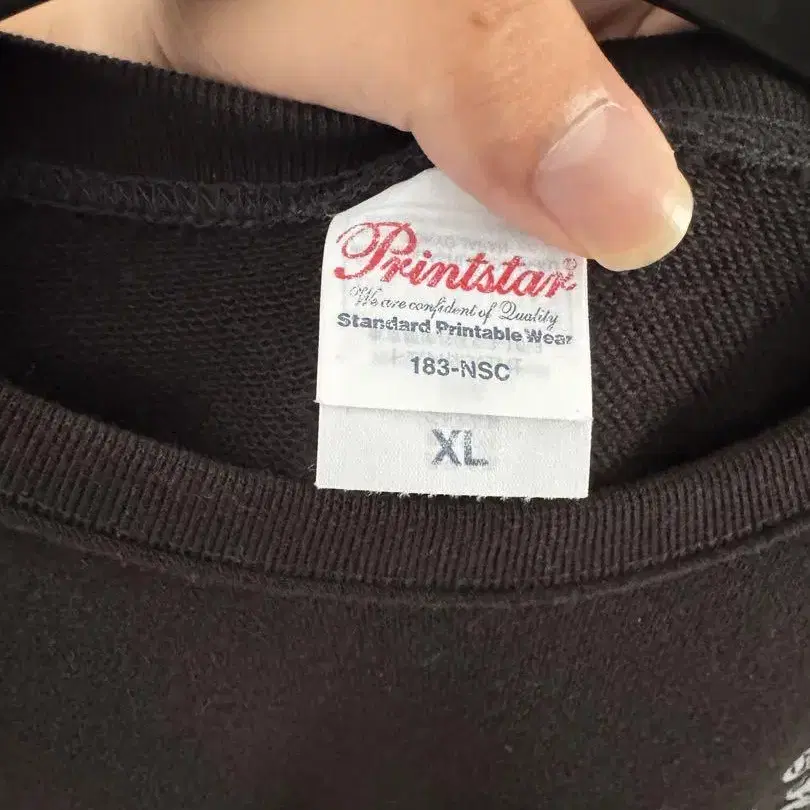 Printstar®
We are confident of Quality
Standard Printable Wear
183-NSC
XL